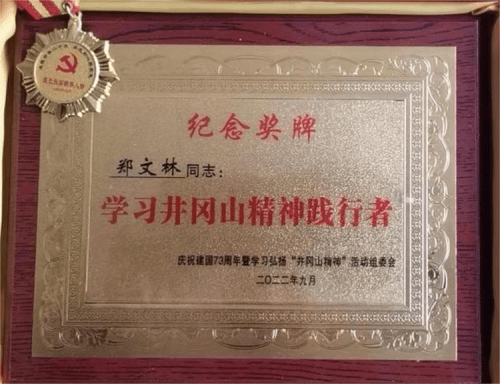 纪念奖牌
郑文林同志:
学习井冈山精神践行者
庆祝建国73周年暨学习弘扬“井冈山精神”活动组委会
二〇二二年九月